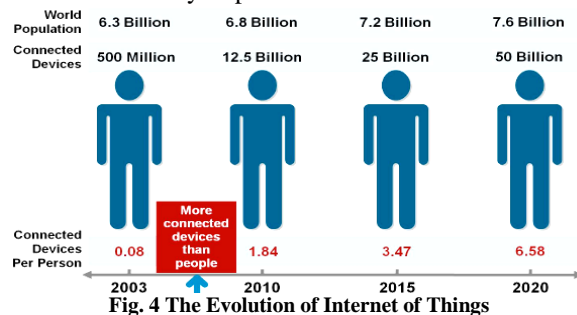 World Population 6.3 Billion 6.8 Billion 7.2 Billion 7.6 Billion
Connected Devices 500 Million 12.5 Billion 25 Billion 50 Billion
More connected devices than people
Connected Devices Per Person 0.08 1.84 3.47 6.58
2003 2010 2015 2020
Fig. 4 The Evolution of Internet of Things